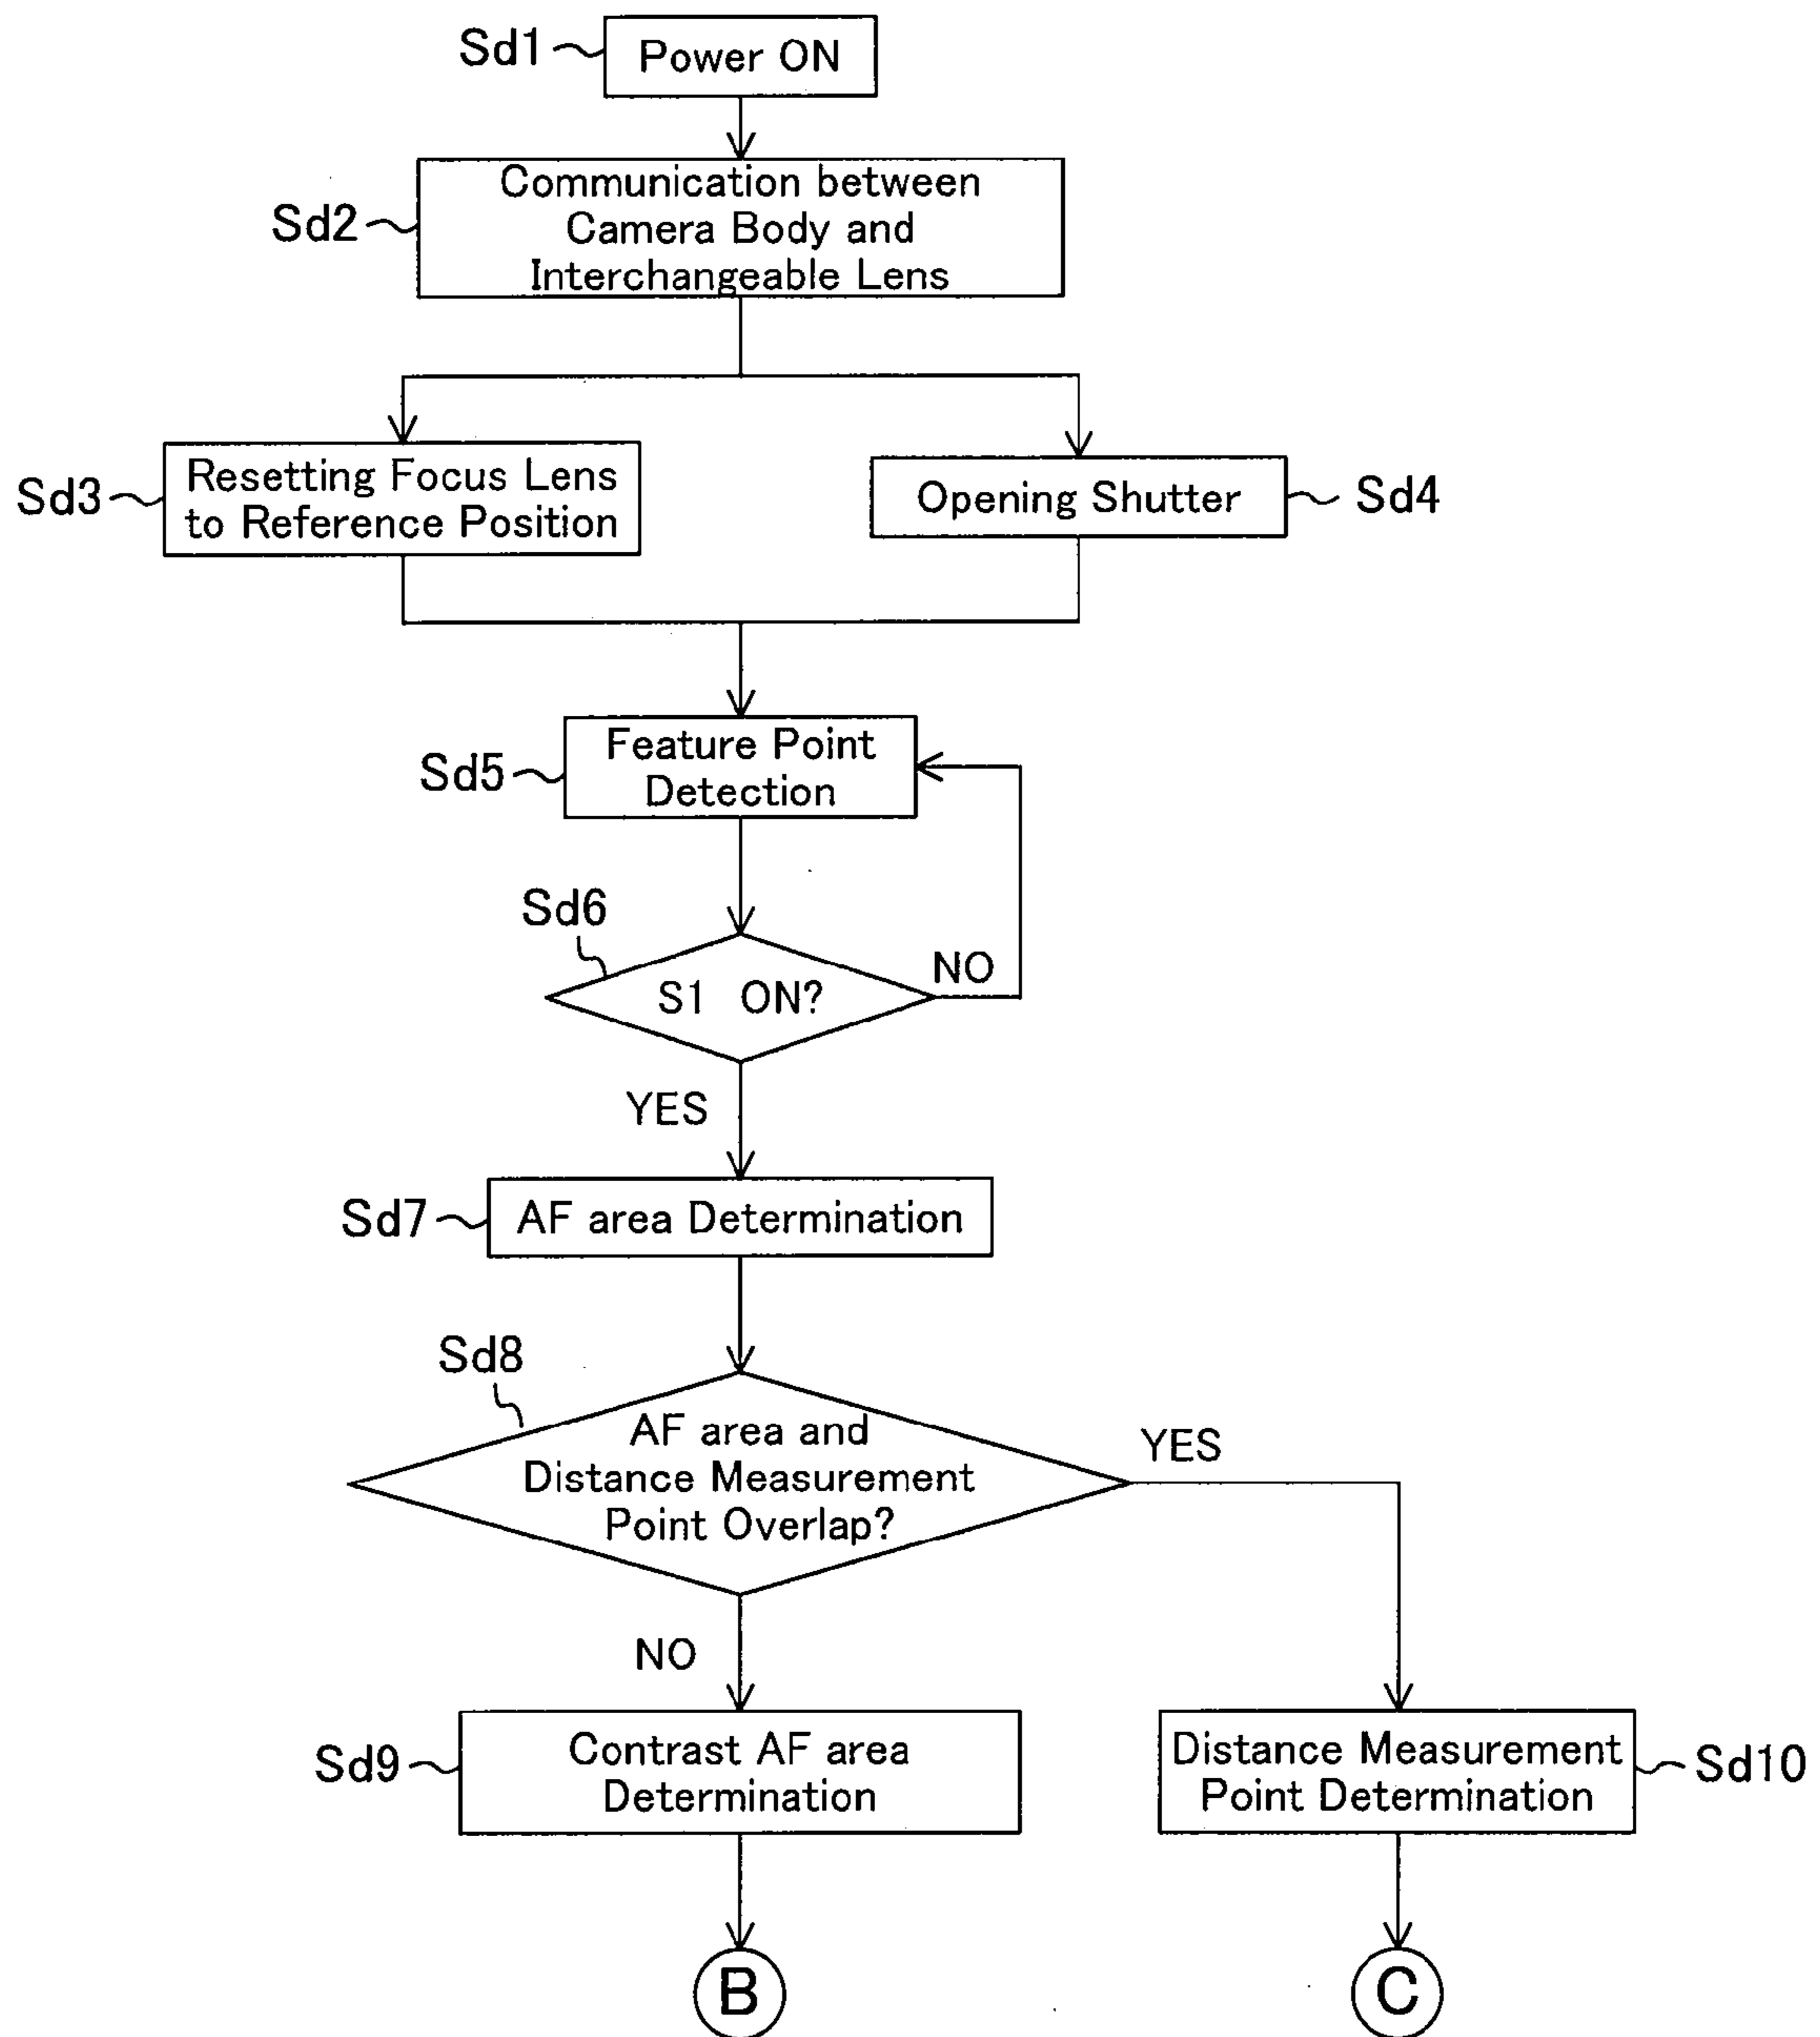 Sd1
Power ON
Sd2
Communication between
Camera Body and
Interchangeable Lens
Sd3
Resetting Focus Lens
to Reference Position
Opening Shutter
Sd4
Sd5
Feature Point
Detection
Sd6
S1 ON?
NO
YES
Sd7
AF area Determination
Sd8
AF area and
Distance Measurement
Point Overlap?
YES
NO
Sd9
Contrast AF area
Determination
Distance Measurement
Point Determination
Sd10
B
C